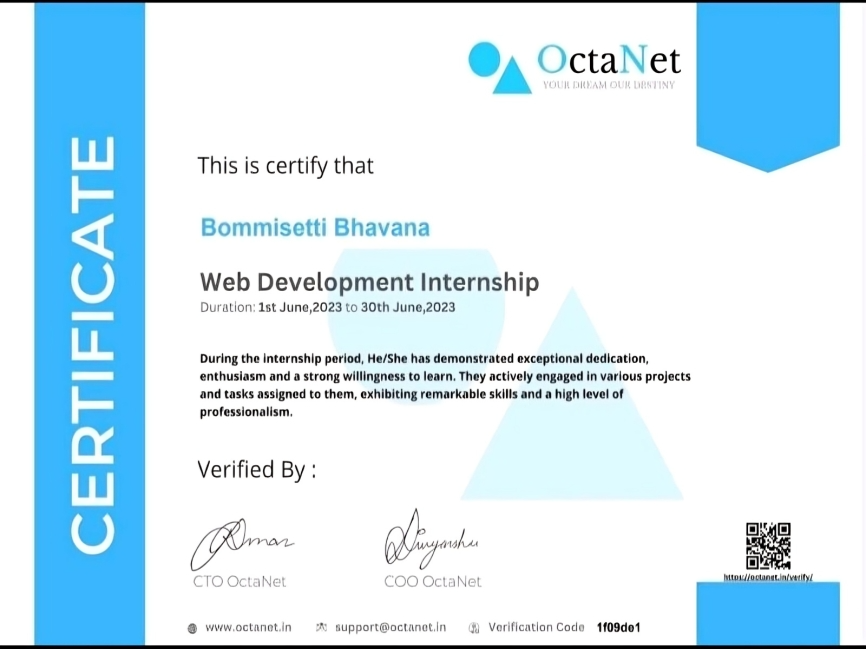 CERTIFICATE
OctaNet
YOUR DREAM OUR DESTINY
This is certify that
Bommisetti Bhavana
Web Development Internship
Duration: 1st June,2023 to 30th June,2023
During the internship period, He/She has demonstrated exceptional dedication,
enthusiasm and a strong willingness to learn. They actively engaged in various projects
and tasks assigned to them, exhibiting remarkable skills and a high level of
professionalism.
Verified By :
CTO OctaNet
COO OctaNet
https://octanet.in/verify/
www.octanet.in support@octanet.in Verification Code 1f09de1